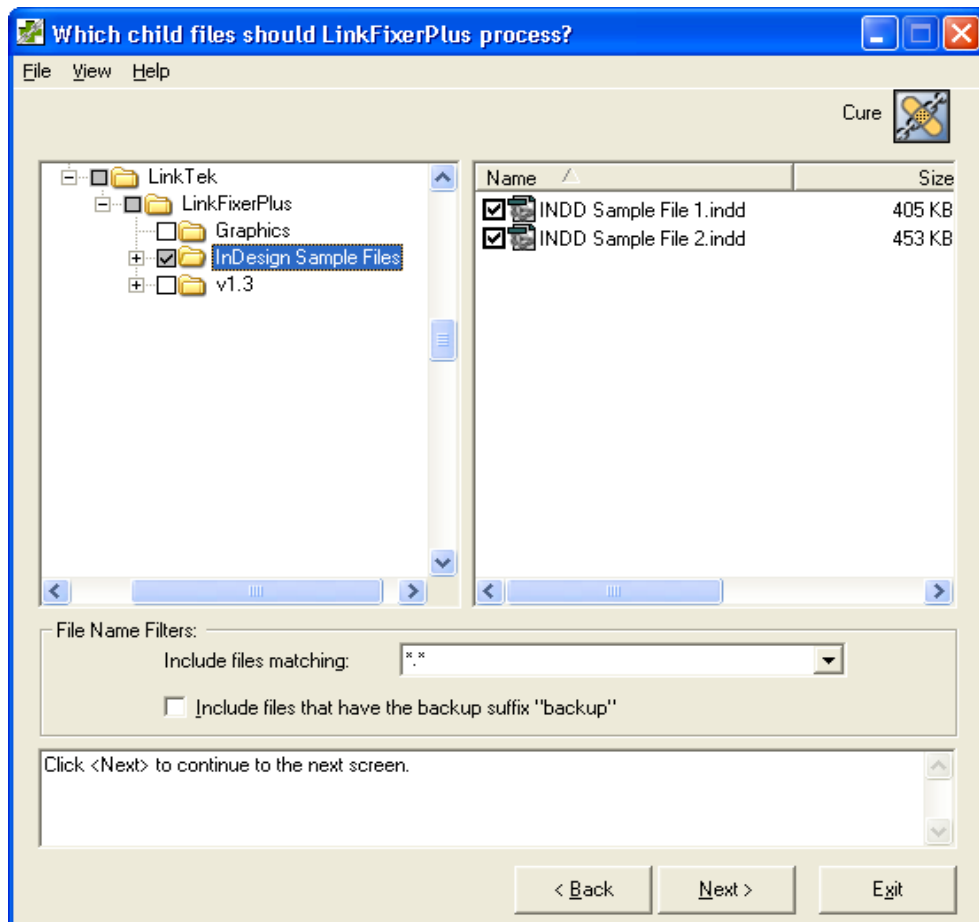 Which child files should LinkFixerPlus process?
File View Help
Cure
LinkTek
LinkFixerPlus
Graphics
InDesign Sample Files
v1.3
Name Size
INDD Sample File 1.indd 405 KB
INDD Sample File 2.indd 453 KB
File Name Filters:
Include files matching: *.*
Include files that have the backup suffix "backup"
Click <Next> to continue to the next screen.
< Back Next > Exit